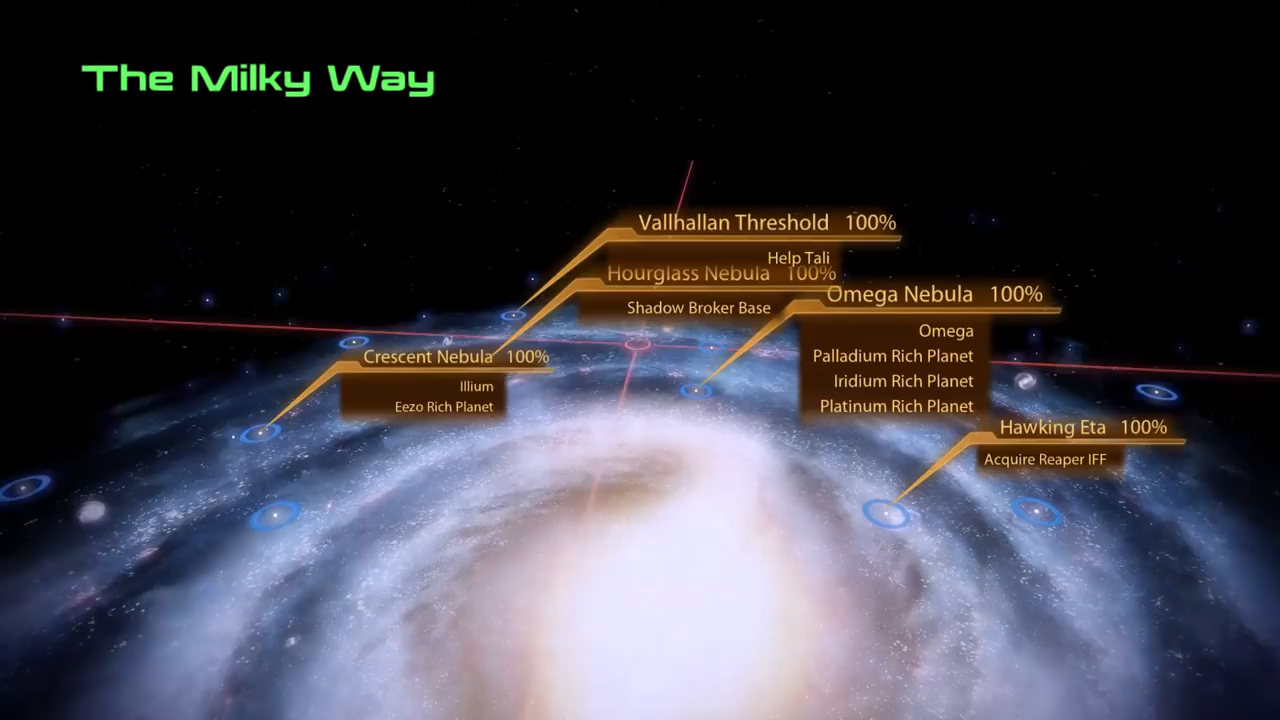 The Milky Way
Vallhallan Threshold 100%
Help Tali
Hourglass Nebula 100%
Shadow Broker Base
Omega Nebula 100%
Omega
Palladium Rich Planet
Iridium Rich Planet
Platinum Rich Planet
Crescent Nebula 100%
Illium
Eezo Rich Planet
Hawking Eta 100%
Acquire Reaper IFF